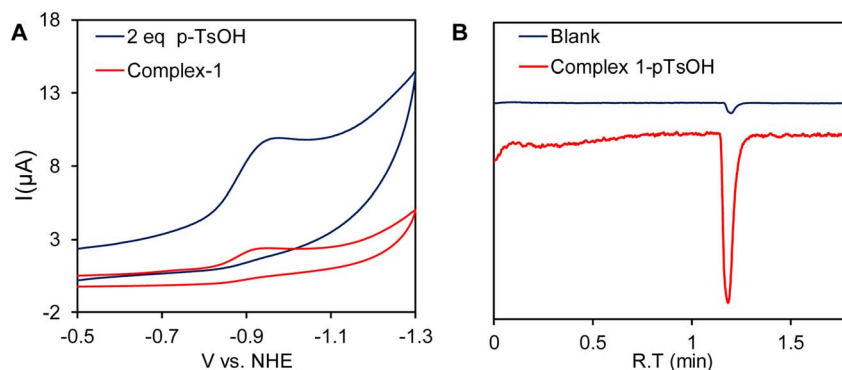 A
2 eq p-TsOH
Complex-1
I(µA)
18
13
8
3
-2
-0.5
-0.7
-0.9
-1.1
-1.3
V vs. NHE
B
Blank
Complex 1-pTsOH
0
0.5
1
1.5
R.T (min)